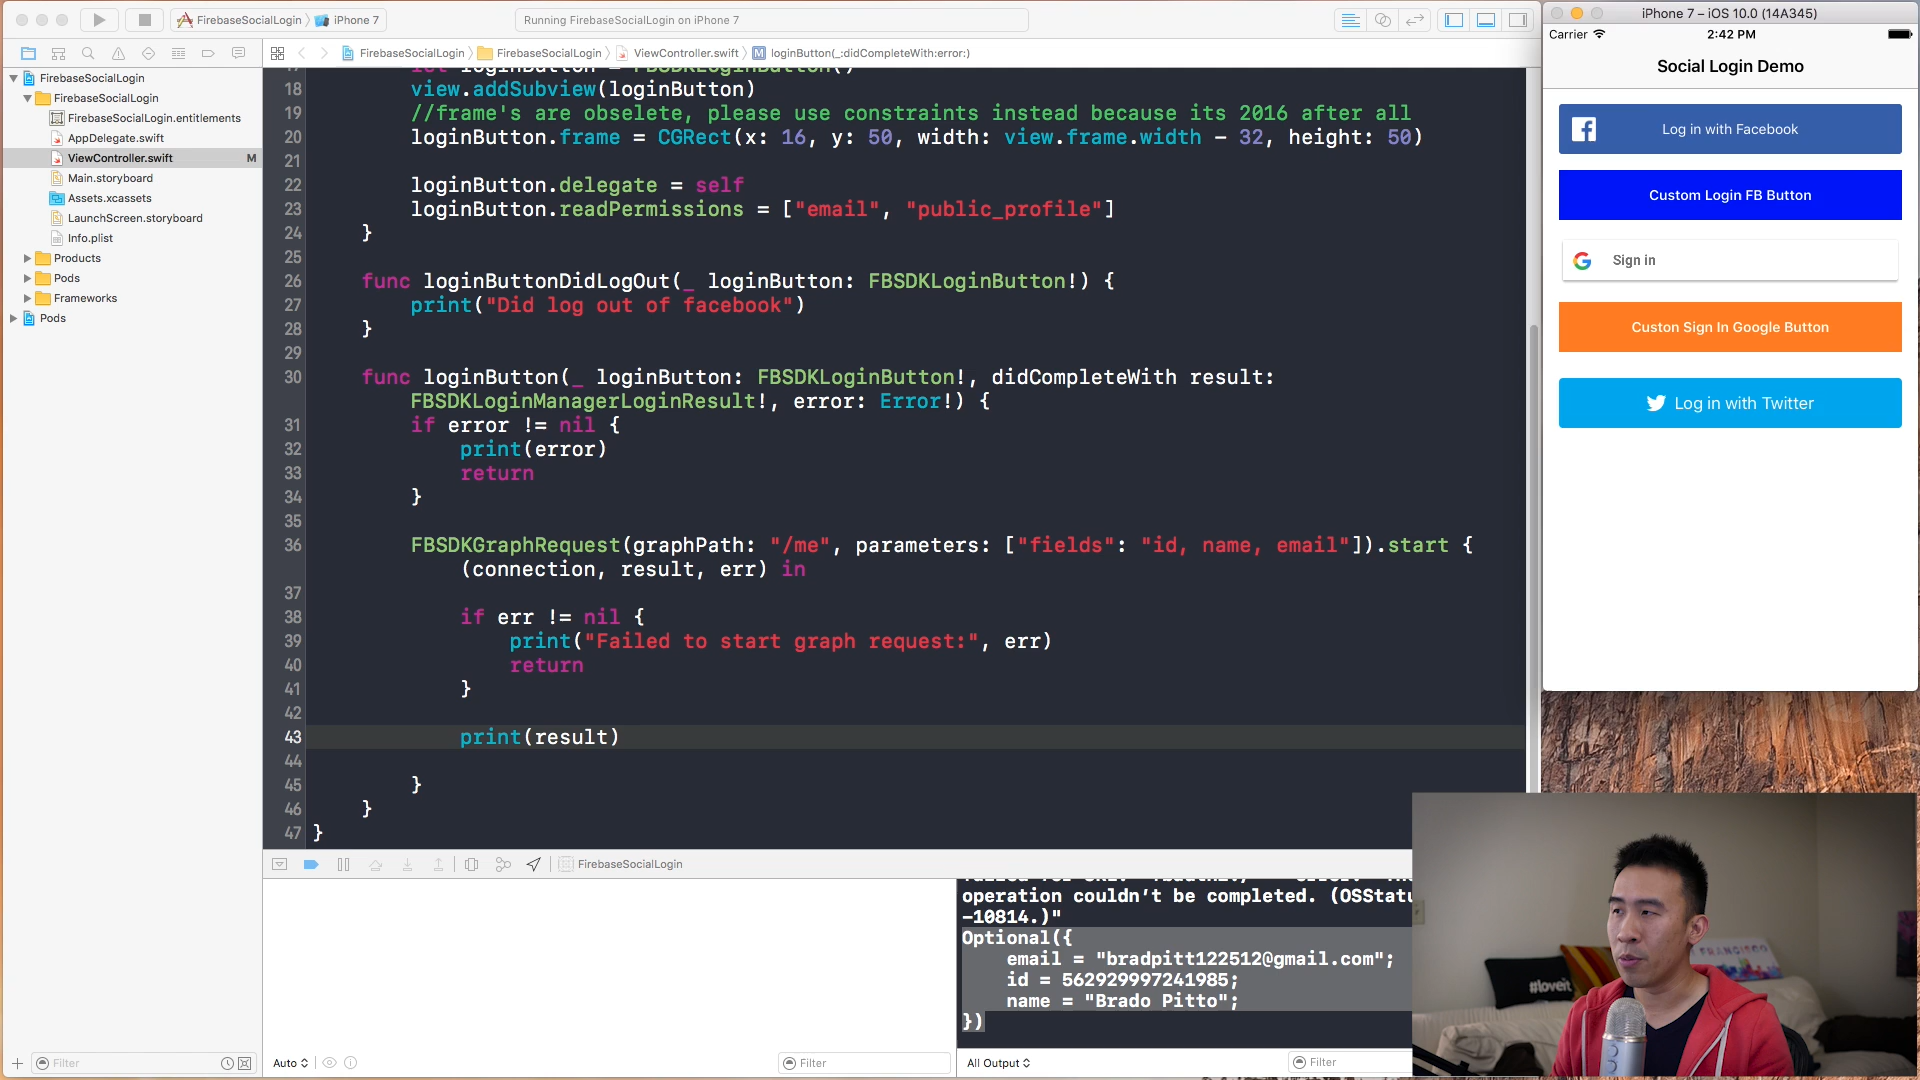 FirebaseSocialLogin
iPhone 7
Running FirebaseSocialLogin on iPhone 7
FirebaseSocialLogin
FirebaseSocialLogin
ViewController.swift
loginButton(_:didCompleteWith:error:)
FirebaseSocialLogin
FirebaseSocialLogin
FirebaseSocialLogin.entitlements
AppDelegate.swift
ViewController.swift M
Main.storyboard
Assets.xcassets
LaunchScreen.storyboard
Info.plist
Products
Pods
Frameworks
Pods
Filter
17 let loginButton = FBSDKLoginButton()
18 view.addSubview(loginButton)
19 //frame's are obselete, please use constraints instead because its 2016 after all
20 loginButton.frame = CGRect(x: 16, y: 50, width: view.frame.width - 32, height: 50)
21
22 loginButton.delegate = self
23 loginButton.readPermissions = ["email", "public_profile"]
24 }
25
26 func loginButtonDidLogOut(_ loginButton: FBSDKLoginButton!) {
27 print("Did log out of facebook")
28 }
29
30 func loginButton(_ loginButton: FBSDKLoginButton!, didCompleteWith result:
FBSDKLoginManagerLoginResult!, error: Error!) {
31 if error != nil {
32 print(error)
33 return
34 }
35
36 FBSDKGraphRequest(graphPath: "/me", parameters: ["fields": "id, name, email"]).start {
(connection, result, err) in
37
38 if err != nil {
39 print("Failed to start graph request:", err)
40 return
41 }
42
43 print(result)
44
45 }
46 }
47 }
FirebaseSocialLogin
operation couldn’t be completed. (OSStatu
-10814.)"
Optional({
email = "bradpitt122512@gmail.com";
id = 562929997241985;
name = "Brado Pitto";
})
Auto
Filter
All Output
Filter
iPhone 7 – iOS 10.0 (14A345)
Carrier
2:42 PM
Social Login Demo
Log in with Facebook
Custom Login FB Button
Sign in
Custon Sign In Google Button
Log in with Twitter
#loveit